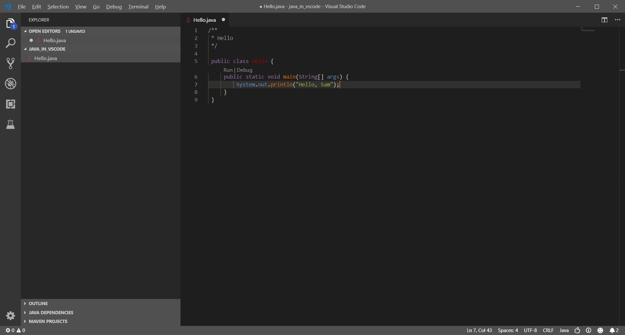 File Edit Selection View Go Debug Terminal Help
● Hello.java - java_in_vscode - Visual Studio Code
EXPLORER
OPEN EDITORS 1 UNSAVED
Hello.java
JAVA_IN_VSCODE
Hello.java
OUTLINE
JAVA DEPENDENCIES
MAVEN PROJECTS
1
Hello.java
1 /**
2 * Hello
3 */
4
5 public class Hello {
Run | Debug
6 public static void main(String[] args) {
7 System.out.println("Hello, Sam");
8 }
9 }
0 0
Ln 7, Col 43 Spaces: 4 UTF-8 CRLF Java 2